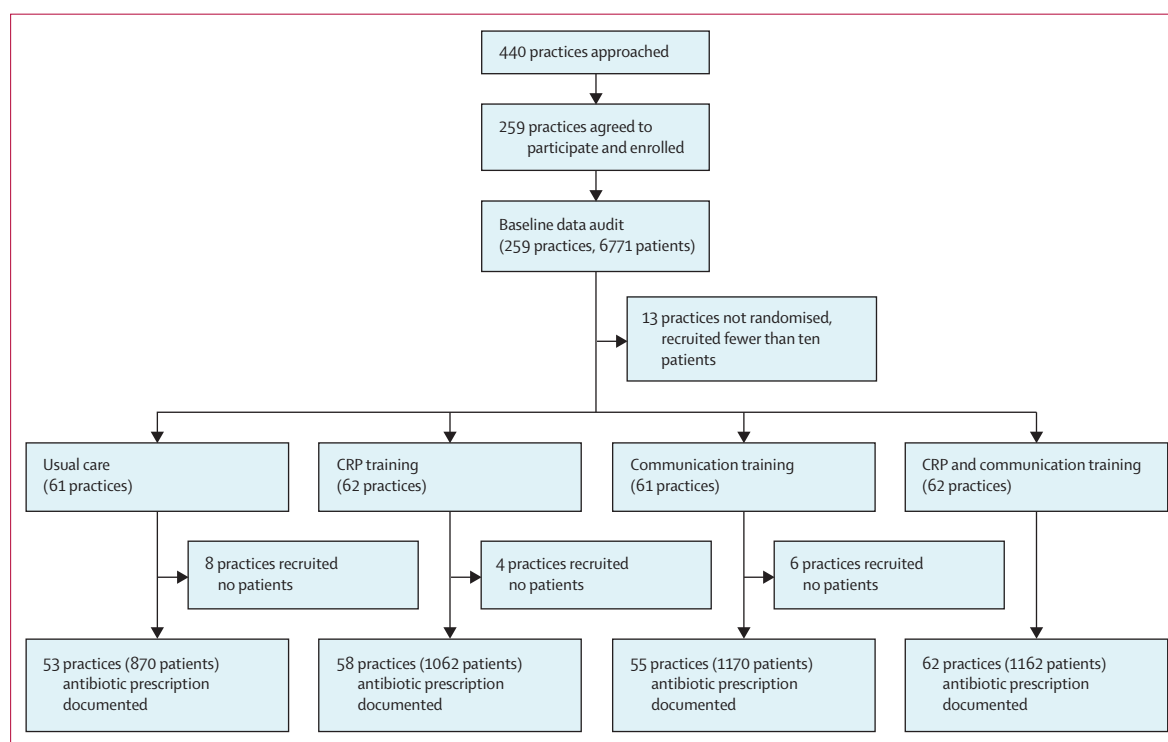 440 practices approached
259 practices agreed to
participate and enrolled
Baseline data audit
(259 practices, 6771 patients)
13 practices not randomised,
recruited fewer than ten
patients
Usual care
(61 practices)
CRP training
(62 practices)
Communication training
(61 practices)
CRP and communication training
(62 practices)
8 practices recruited
no patients
4 practices recruited
no patients
6 practices recruited
no patients
53 practices (870 patients)
antibiotic prescription
documented
58 practices (1062 patients)
antibiotic prescription
documented
55 practices (1170 patients)
antibiotic prescription
documented
62 practices (1162 patients)
antibiotic prescription
documented